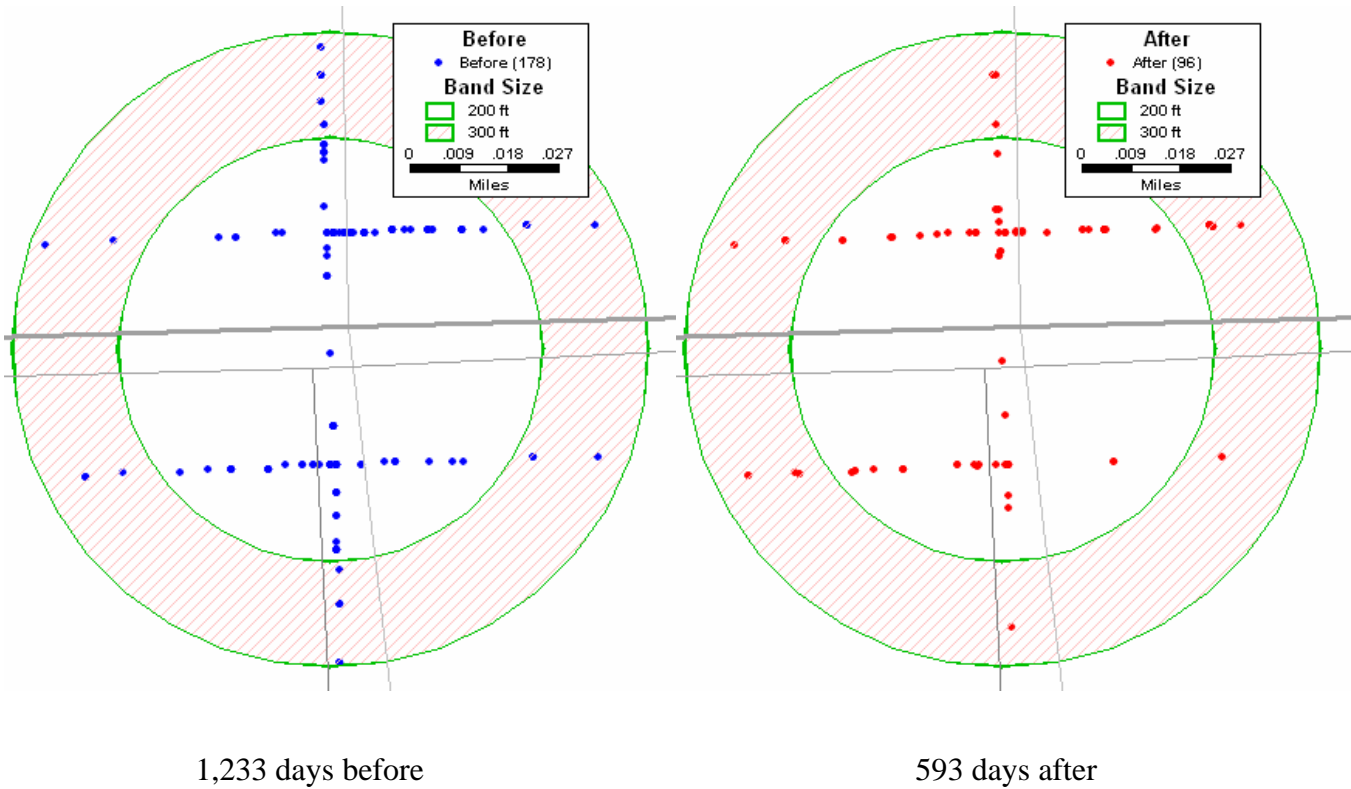 Before
Before (178)
Band Size
200 ft
300 ft
0 .009 .018 .027
Miles
After
After (96)
Band Size
200 ft
300 ft
0 .009 .018 .027
Miles
1,233 days before
593 days after